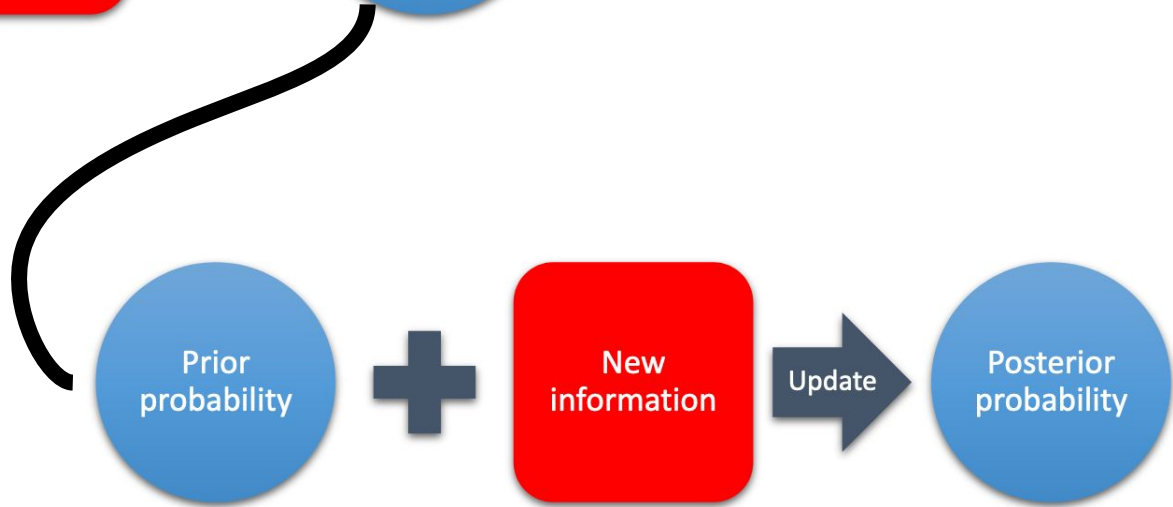 Prior
probability
New
information
Update
Posterior
probability